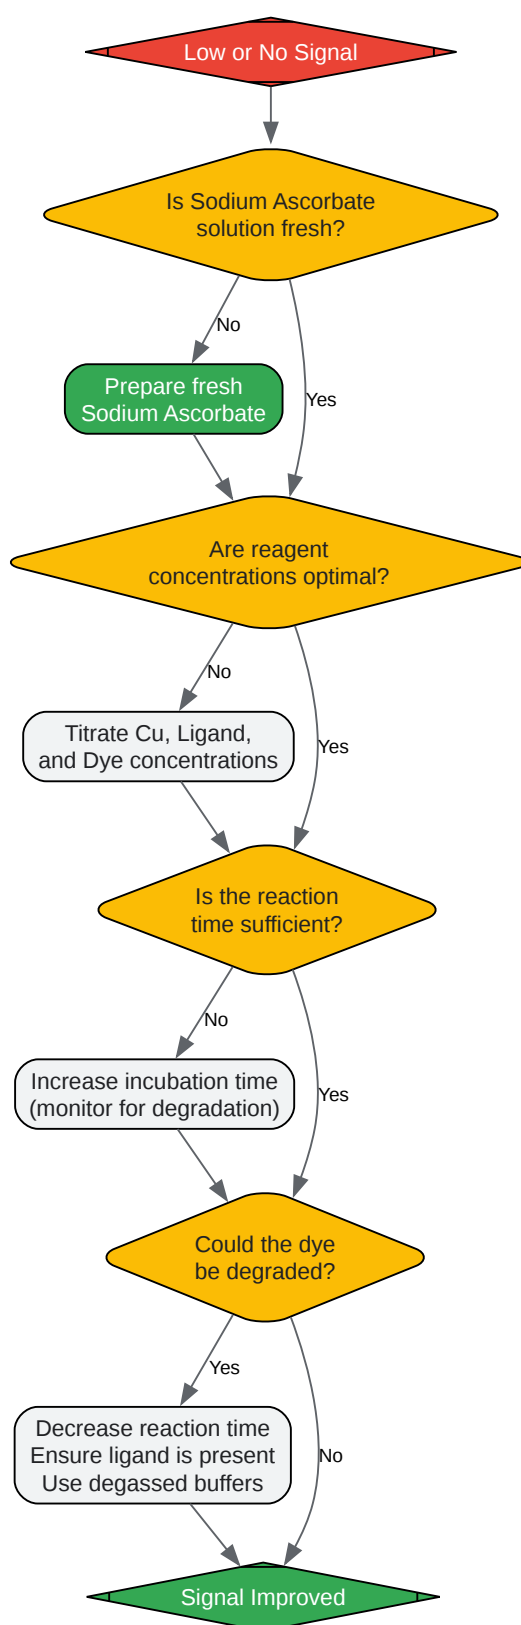 Low or No Signal
Is Sodium Ascorbate
solution fresh?
No
Prepare fresh
Sodium Ascorbate
Yes
Are reagent
concentrations optimal?
No
Titrate Cu, Ligand,
and Dye concentrations
Yes
Is the reaction
time sufficient?
No
Increase incubation time
(monitor for degradation)
Yes
Could the dye
be degraded?
Yes
Decrease reaction time
Ensure ligand is present
Use degassed buffers
No
Signal Improved